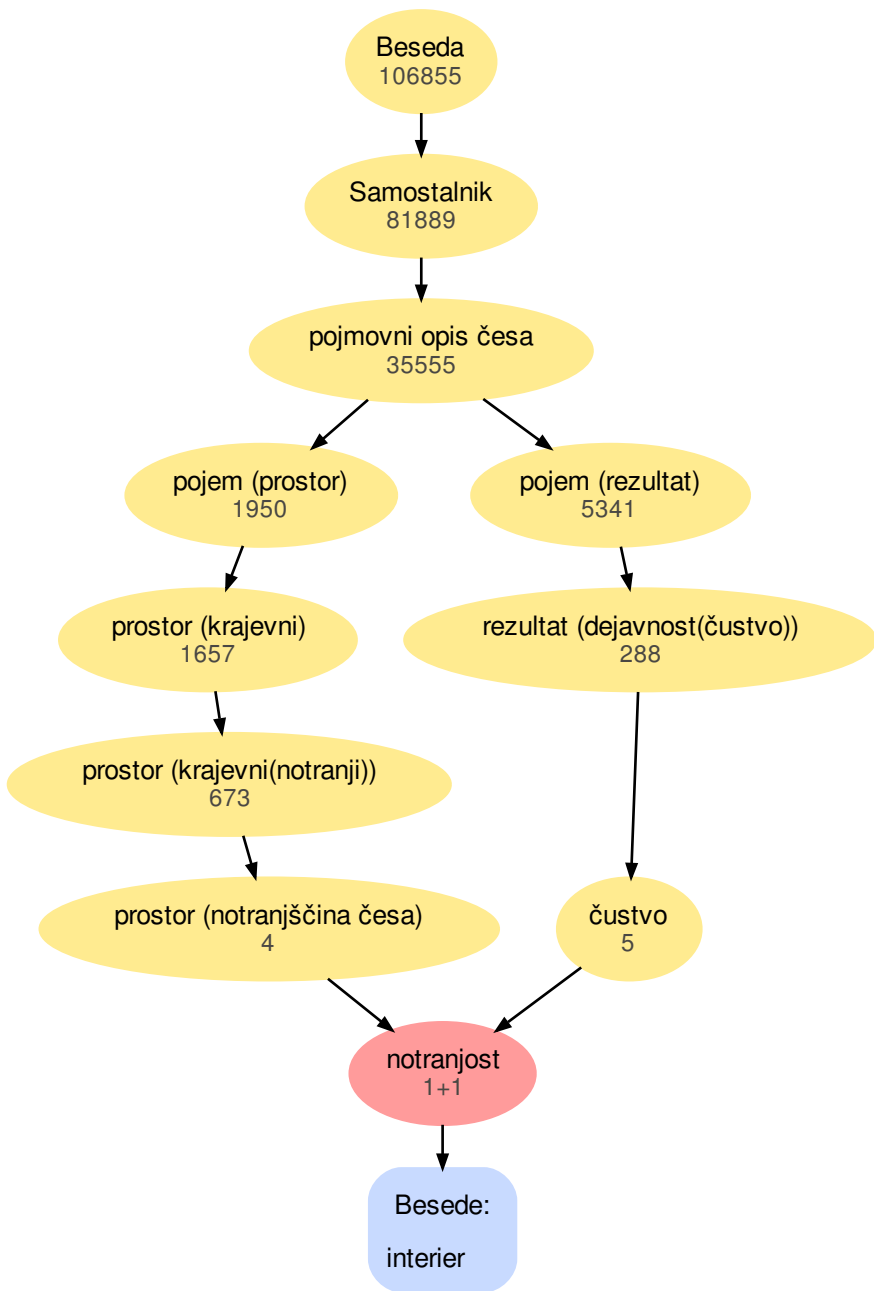 Beseda
106855
Samostalnik
81889
pojmovni opis česa
35555
pojem (prostor)
1950
pojem (rezultat)
5341
prostor (krajevni)
1657
rezultat (dejavnost(čustvo))
288
prostor (krajevni(notranji))
673
prostor (notranjščina česa)
4
čustvo
5
notranjost
1+1
Besede:
interier